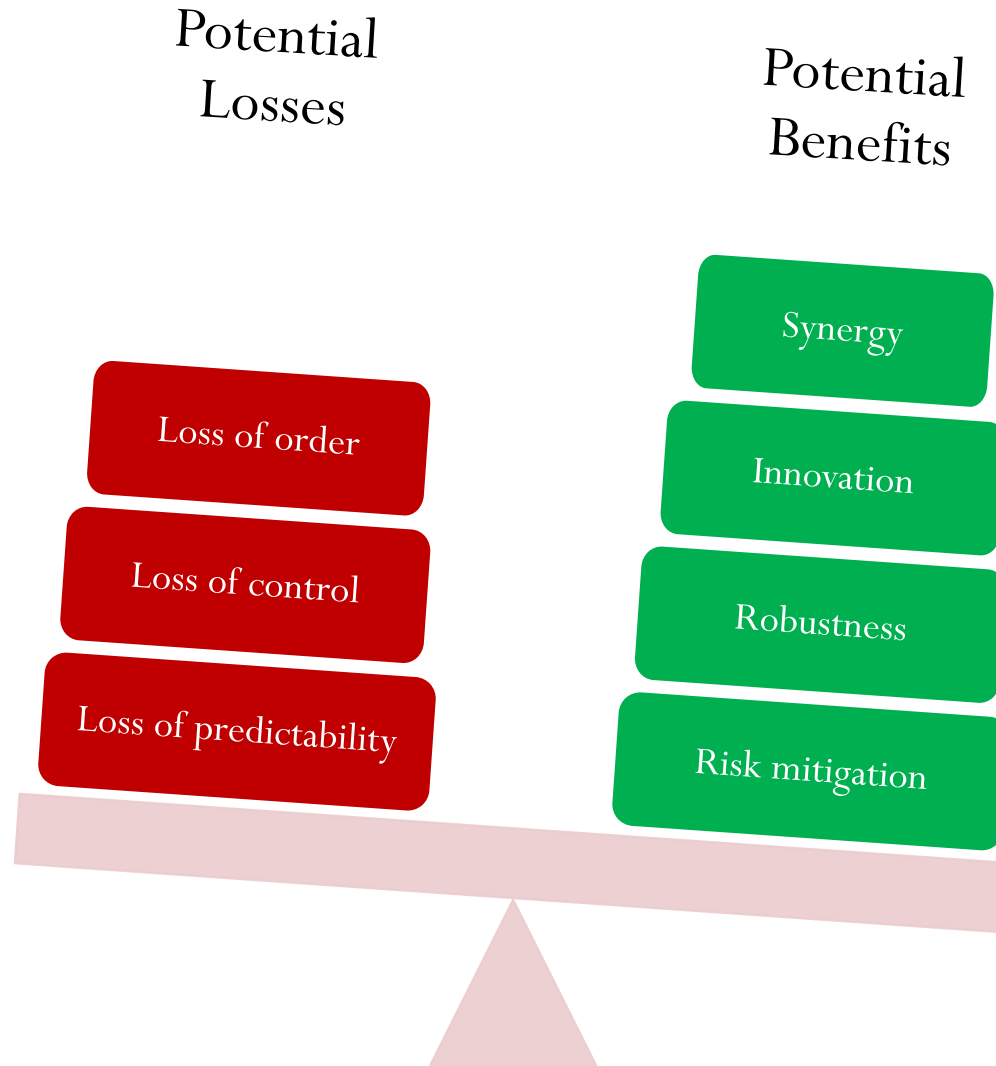 Potential
Losses
Potential
Benefits
Synergy
Loss of order
Innovation
Loss of control
Robustness
Loss of predictability
Risk mitigation